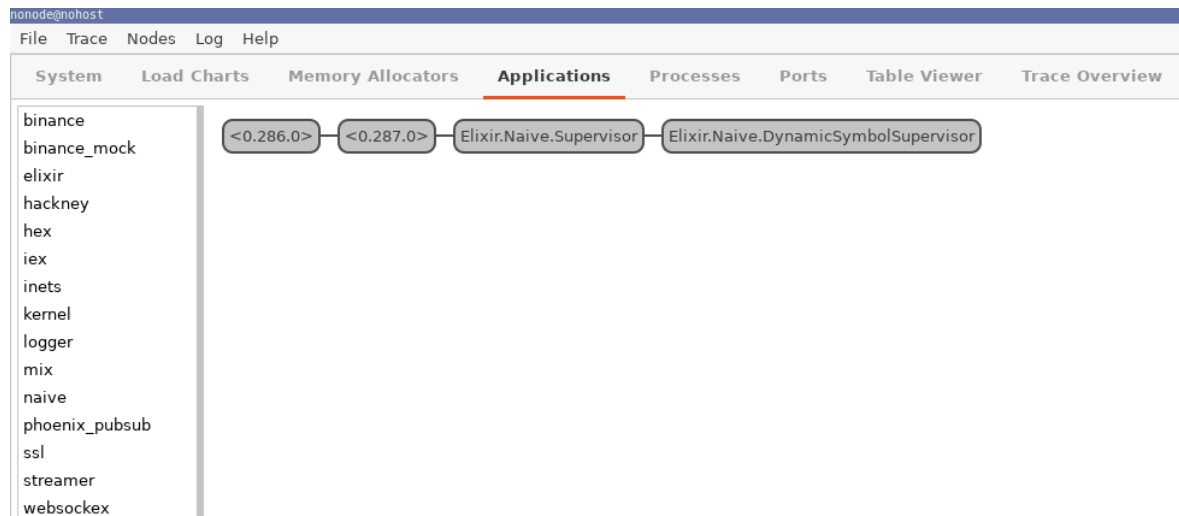 nonode@nohost
File Trace Nodes Log Help
System Load Charts Memory Allocators Applications Processes Ports Table Viewer Trace Overview
binance
binance_mock
elixir
hackney
hex
iex
inets
kernel
logger
mix
naive
phoenix_pubsub
ssl
streamer
websockex
<0.286.0> <0.287.0> Elixir.Naive.Supervisor Elixir.Naive.DynamicSymbolSupervisor